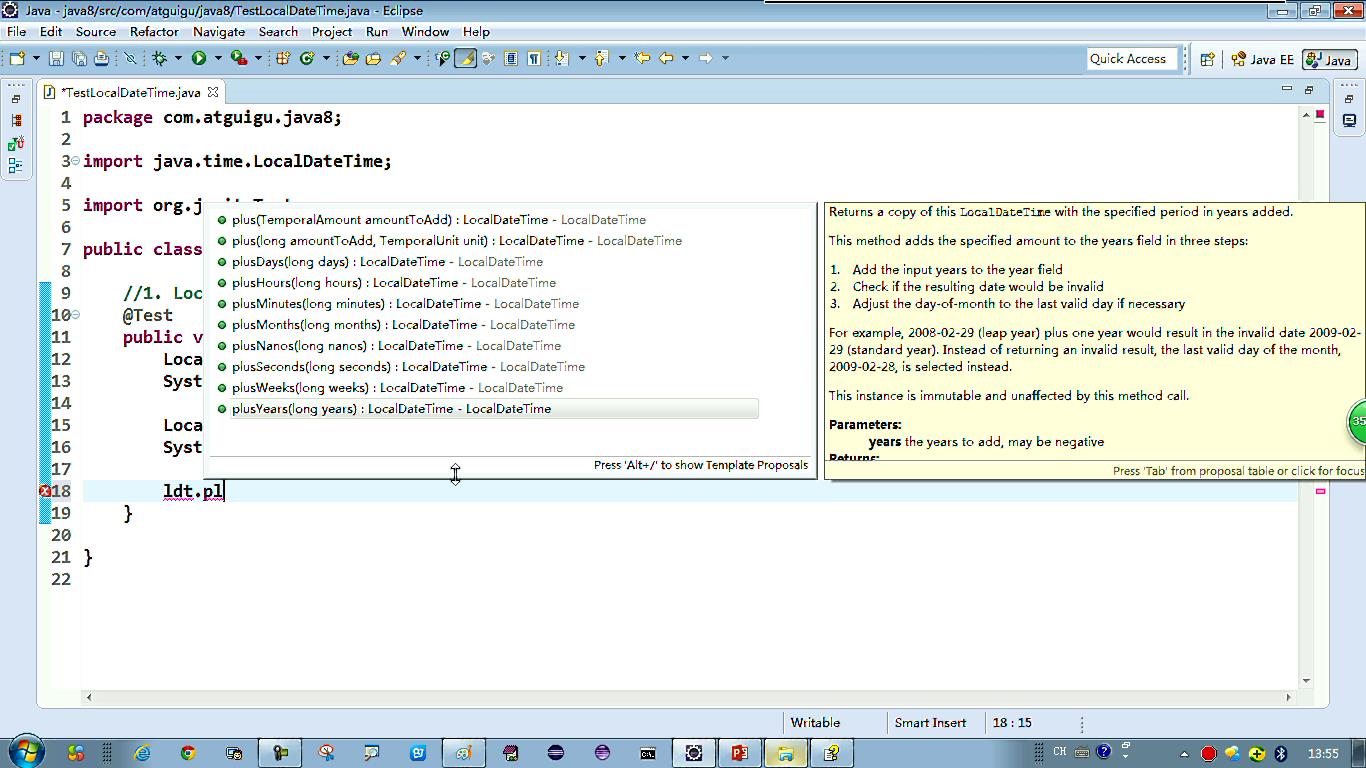 Java - java8/src/com/atguigu/java8/TestLocalDateTime.java - Eclipse
File Edit Source Refactor Navigate Search Project Run Window Help
Quick Access Java EE Java
*TestLocalDateTime.java
1 package com.atguigu.java8;
2
3 import java.time.LocalDateTime;
4
5 import org.
6
7 public class
8
9 //1. Loc
10 @Test
11 public v
12 Loca
13 Syst
14
15 Loca
16 Syst
17
18 ldt.pl
19 }
20
21 }
22
plus(TemporalAmount amountToAdd) : LocalDateTime - LocalDateTime
plus(long amountToAdd, TemporalUnit unit) : LocalDateTime - LocalDateTime
plusDays(long days) : LocalDateTime - LocalDateTime
plusHours(long hours) : LocalDateTime - LocalDateTime
plusMinutes(long minutes) : LocalDateTime - LocalDateTime
plusMonths(long months) : LocalDateTime - LocalDateTime
plusNanos(long nanos) : LocalDateTime - LocalDateTime
plusSeconds(long seconds) : LocalDateTime - LocalDateTime
plusWeeks(long weeks) : LocalDateTime - LocalDateTime
plusYears(long years) : LocalDateTime - LocalDateTime
Press 'Alt+/' to show Template Proposals
Returns a copy of this LocalDateTime with the specified period in years added.
This method adds the specified amount to the years field in three steps:
1. Add the input years to the year field
2. Check if the resulting date would be invalid
3. Adjust the day-of-month to the last valid day if necessary
For example, 2008-02-29 (leap year) plus one year would result in the invalid date 2009-02-
29 (standard year). Instead of returning an invalid result, the last valid day of the month,
2009-02-28, is selected instead.
This instance is immutable and unaffected by this method call.
Parameters:
years the years to add, may be negative
Returns:
Press 'Tab' from proposal table or click for focus
35
Writable Smart Insert 18 : 15
CH 13:55